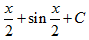 x/2 + sin x/2 + C